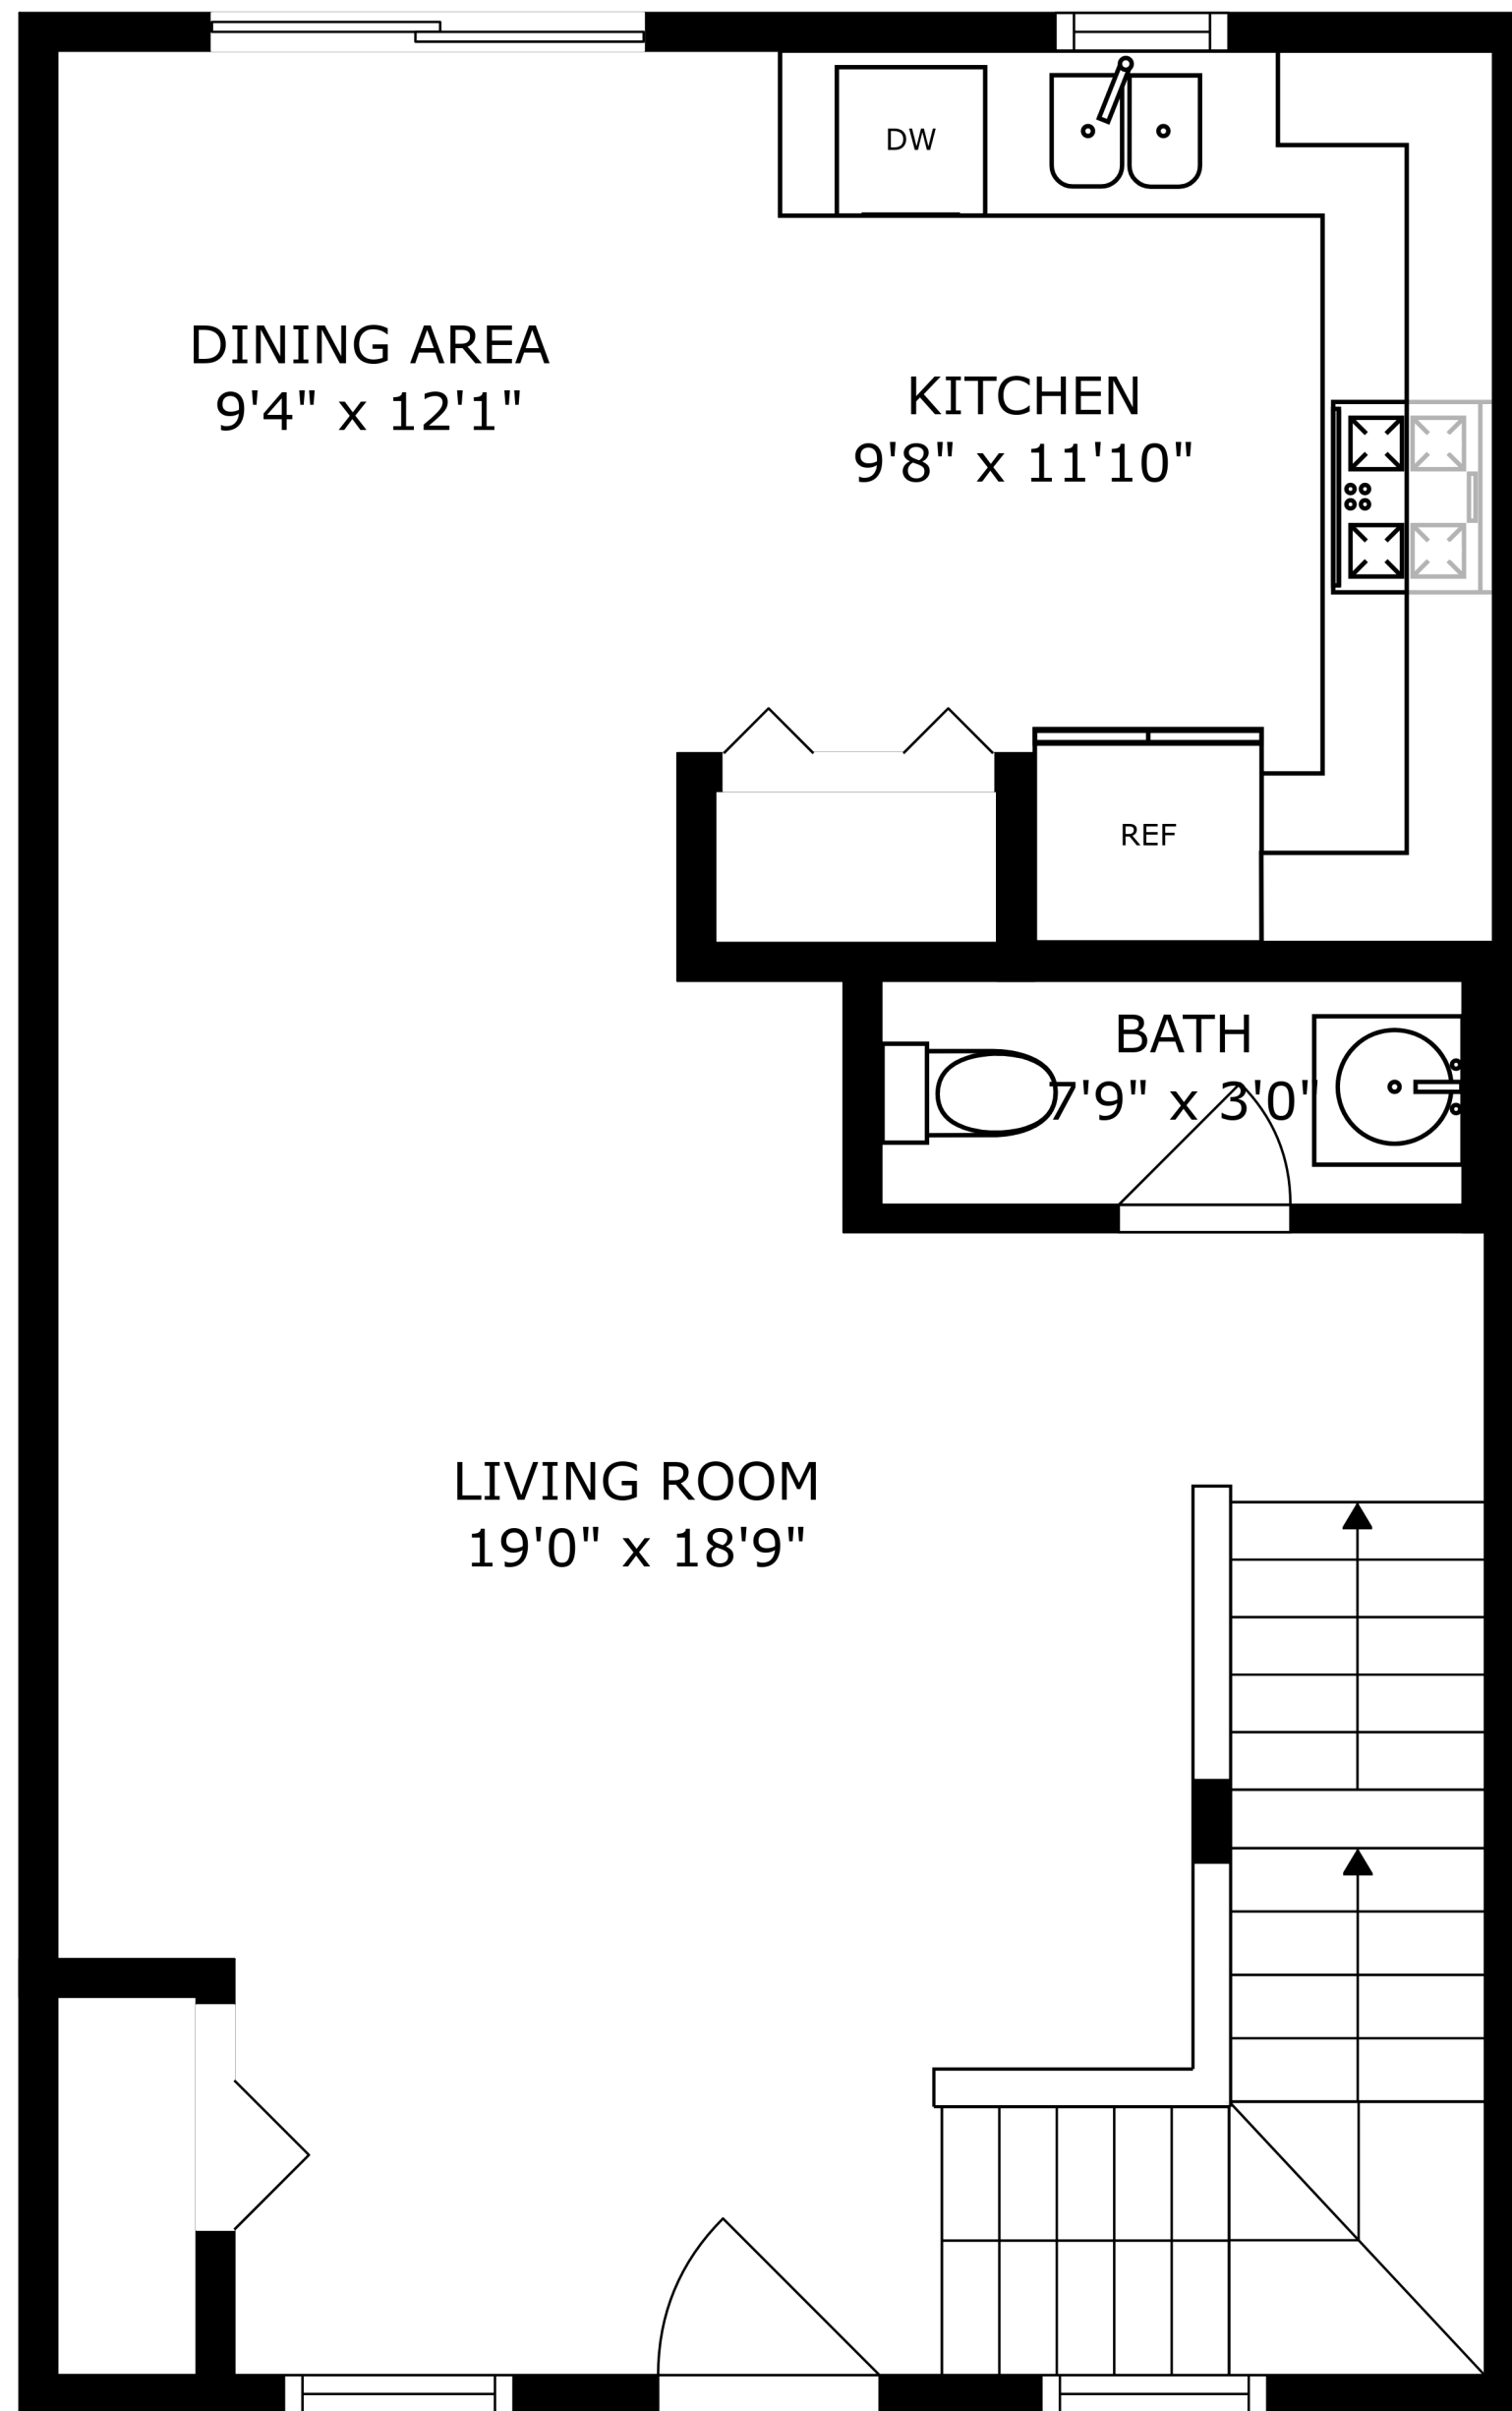 DW
DINING AREA
9'4" x 12'1"
KITCHEN
9'8" x 11'10"
REF
BATH
7'9" x 3'0"
LIVING ROOM
19'0" x 18'9"